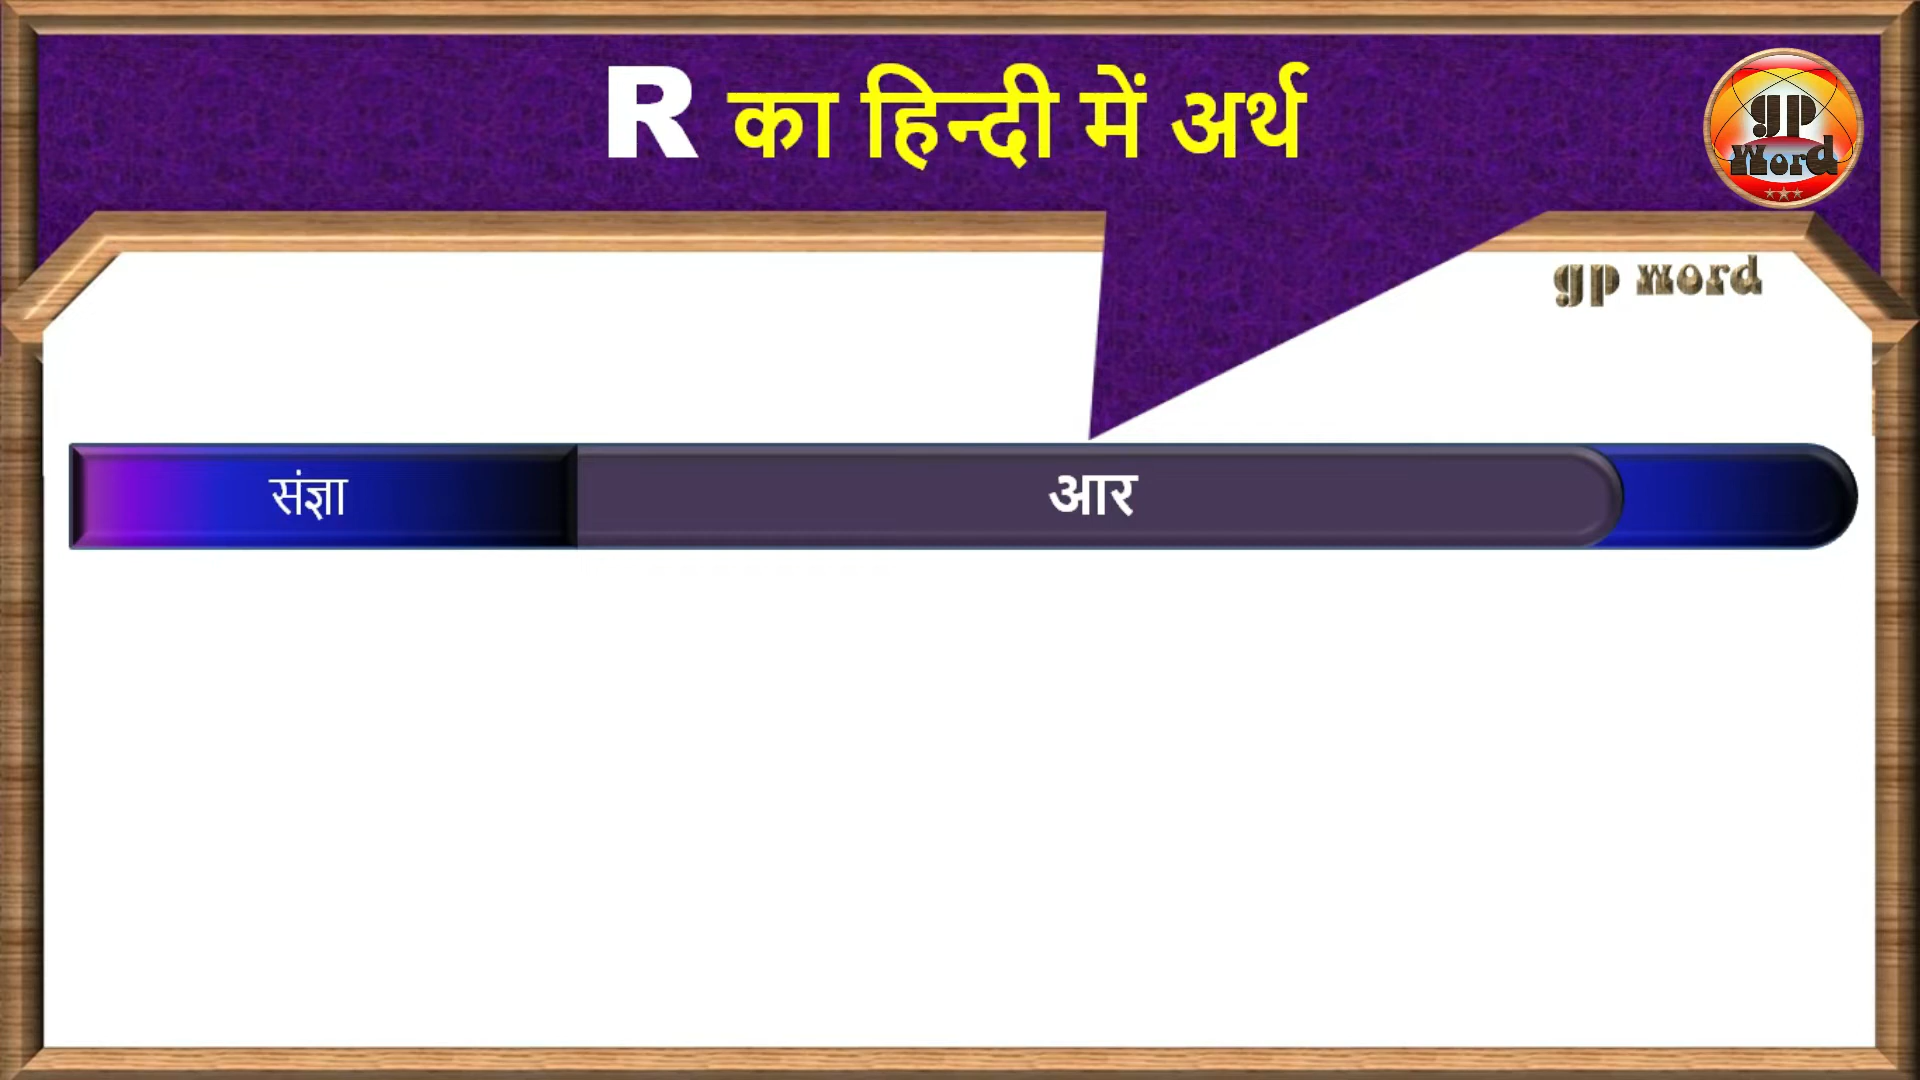 R का हिन्दी में अर्थ
gp
word
gp word
संज्ञा
आर